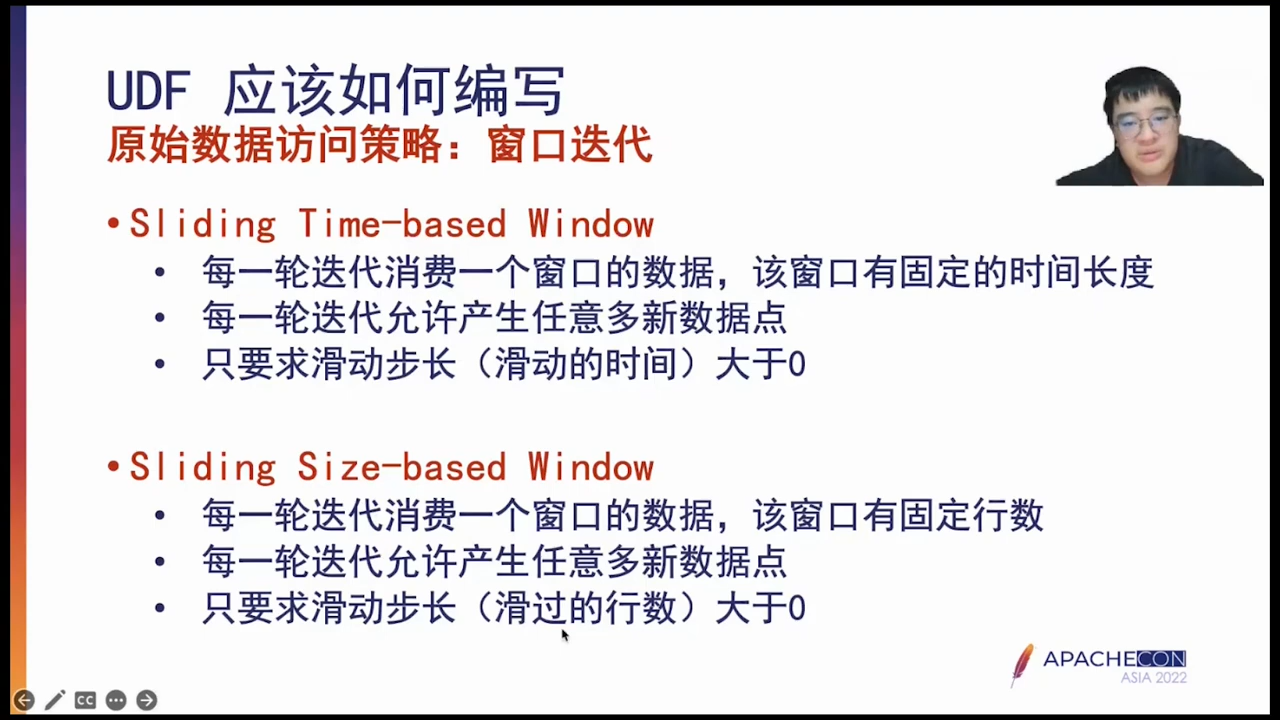 UDF 应该如何编写
原始数据访问策略：窗口迭代
•Sliding Time-based Window
• 每一轮迭代消费一个窗口的数据，该窗口有固定的时间长度
• 每一轮迭代允许产生任意多新数据点
• 只要求滑动步长（滑动的时间）大于0
•Sliding Size-based Window
• 每一轮迭代消费一个窗口的数据，该窗口有固定行数
• 每一轮迭代允许产生任意多新数据点
• 只要求滑动步长（滑过的行数）大于0
APACHECON
ASIA 2022
CC